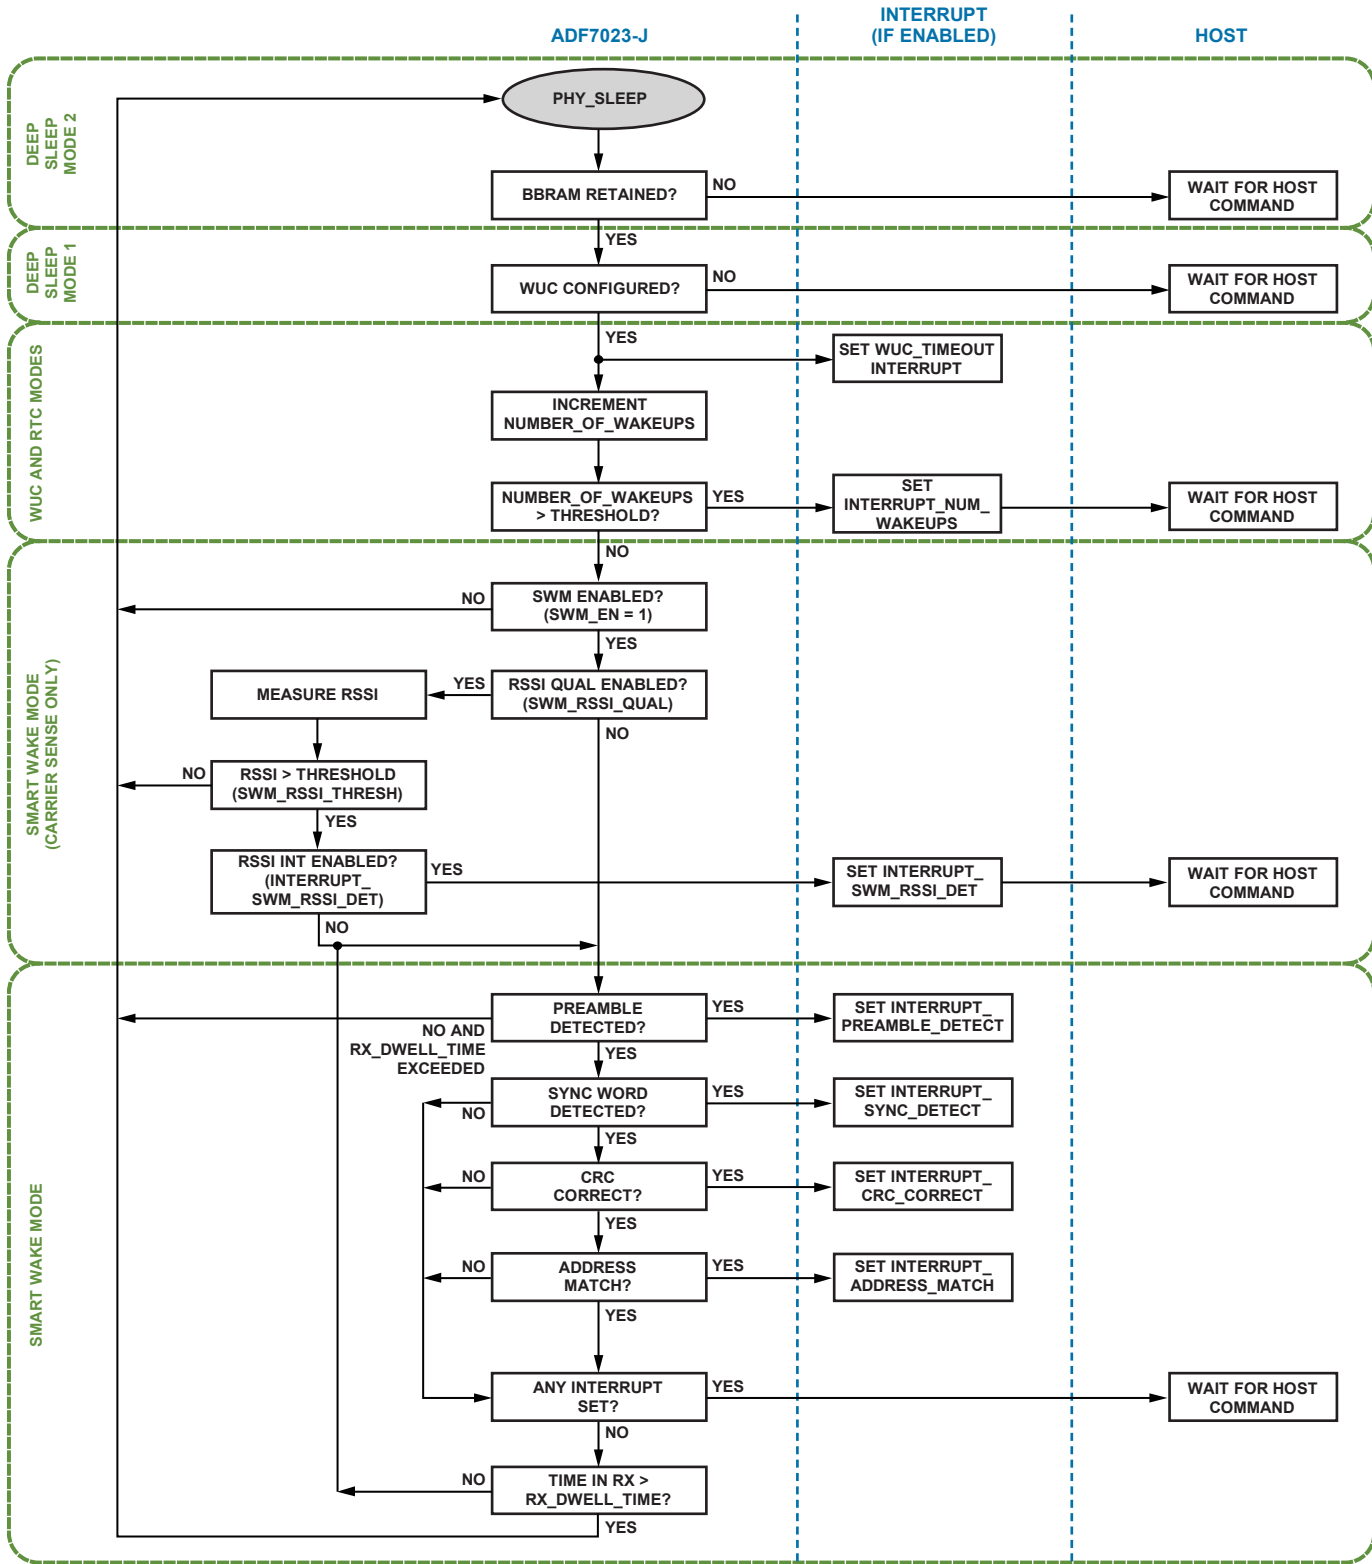 ADF7023-J
INTERRUPT
(IF ENABLED)
HOST
DEEP
SLEEP
MODE 2
PHY_SLEEP
BBRAM RETAINED?
NO
WAIT FOR HOST
COMMAND
YES
DEEP
SLEEP
MODE 1
WUC CONFIGURED?
NO
WAIT FOR HOST
COMMAND
YES
WUC AND RTC MODES
SET WUC_TIMEOUT
INTERRUPT
INCREMENT
NUMBER_OF_WAKEUPS
NUMBER_OF_WAKEUPS
> THRESHOLD?
YES
SET
INTERRUPT_NUM_
WAKEUPS
WAIT FOR HOST
COMMAND
NO
SMART WAKE MODE
(CARRIER SENSE ONLY)
SWM ENABLED?
(SWM_EN = 1)
NO
YES
RSSI QUAL ENABLED?
(SWM_RSSI_QUAL)
YES
MEASURE RSSI
NO
RSSI > THRESHOLD
(SWM_RSSI_THRESH)
NO
YES
RSSI INT ENABLED?
(INTERRUPT_
SWM_RSSI_DET)
YES
SET INTERRUPT_
SWM_RSSI_DET
WAIT FOR HOST
COMMAND
NO
SMART WAKE MODE
PREAMBLE
DETECTED?
YES
SET INTERRUPT_
PREAMBLE_DETECT
NO AND
RX_DWELL_TIME
EXCEEDED
YES
SYNC WORD
DETECTED?
NO
YES
SET INTERRUPT_
SYNC_DETECT
YES
CRC
CORRECT?
NO
YES
SET INTERRUPT_
CRC_CORRECT
YES
ADDRESS
MATCH?
NO
YES
SET INTERRUPT_
ADDRESS_MATCH
YES
ANY INTERRUPT
SET?
YES
WAIT FOR HOST
COMMAND
NO
TIME IN RX >
RX_DWELL_TIME?
NO
YES